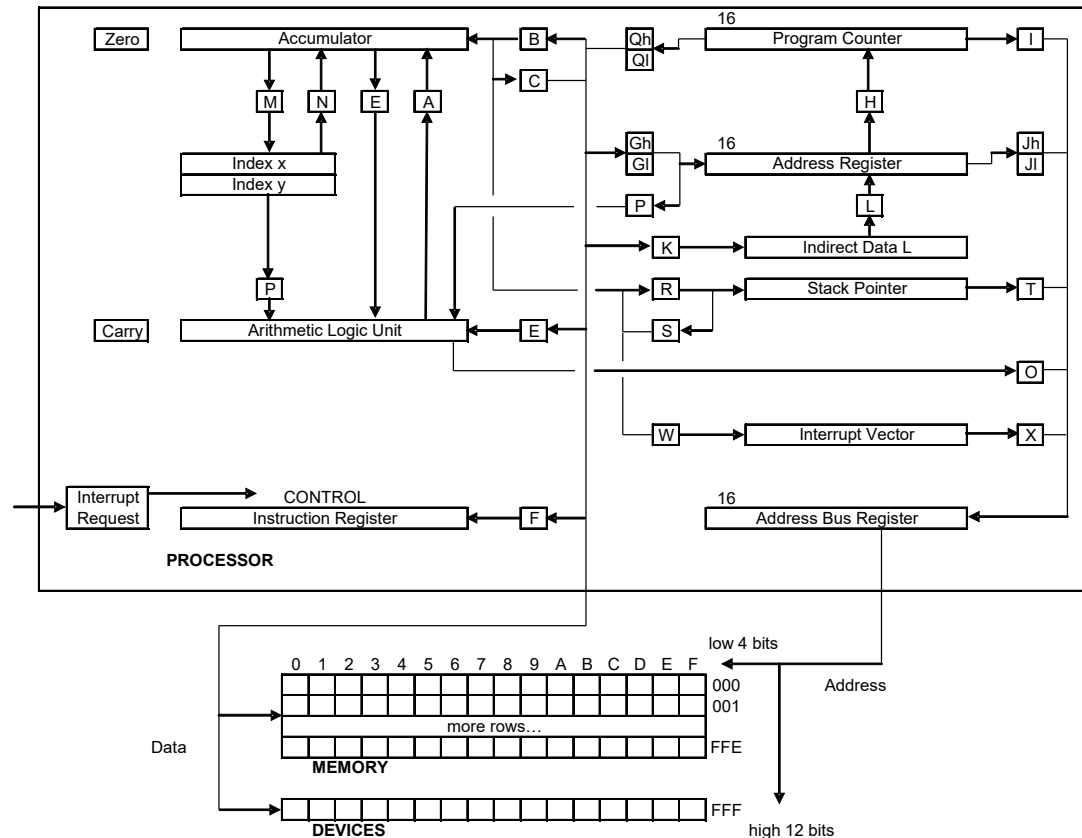 16
Zero Accumulator B Qh Program Counter I
Ql
C
M N E A H
16
Gh Jh
Index x Gl Address Register Jl
Index y
P L
K Indirect Data L
P R Stack Pointer T
Carry Arithmetic Logic Unit E S
O
W Interrupt Vector X
Interrupt
Request
CONTROL 16
Instruction Register F Address Bus Register
PROCESSOR
low 4 bits
0 1 2 3 4 5 6 7 8 9 A B C D E F
000 Address
001
more rows…
Data FFE
MEMORY
FFF
DEVICES high 12 bits